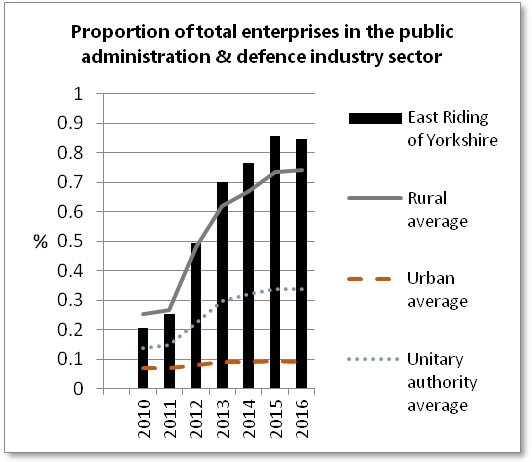 Proportion of total enterprises in the public
administration & defence industry sector
1
0.9
0.8
0.7
0.6
0.5
0.4
0.3
0.2
0.1
0
%
2010
2011
2012
2013
2014
2015
2016
East Riding
of Yorkshire
Rural
average
Urban
average
Unitary
authority
average